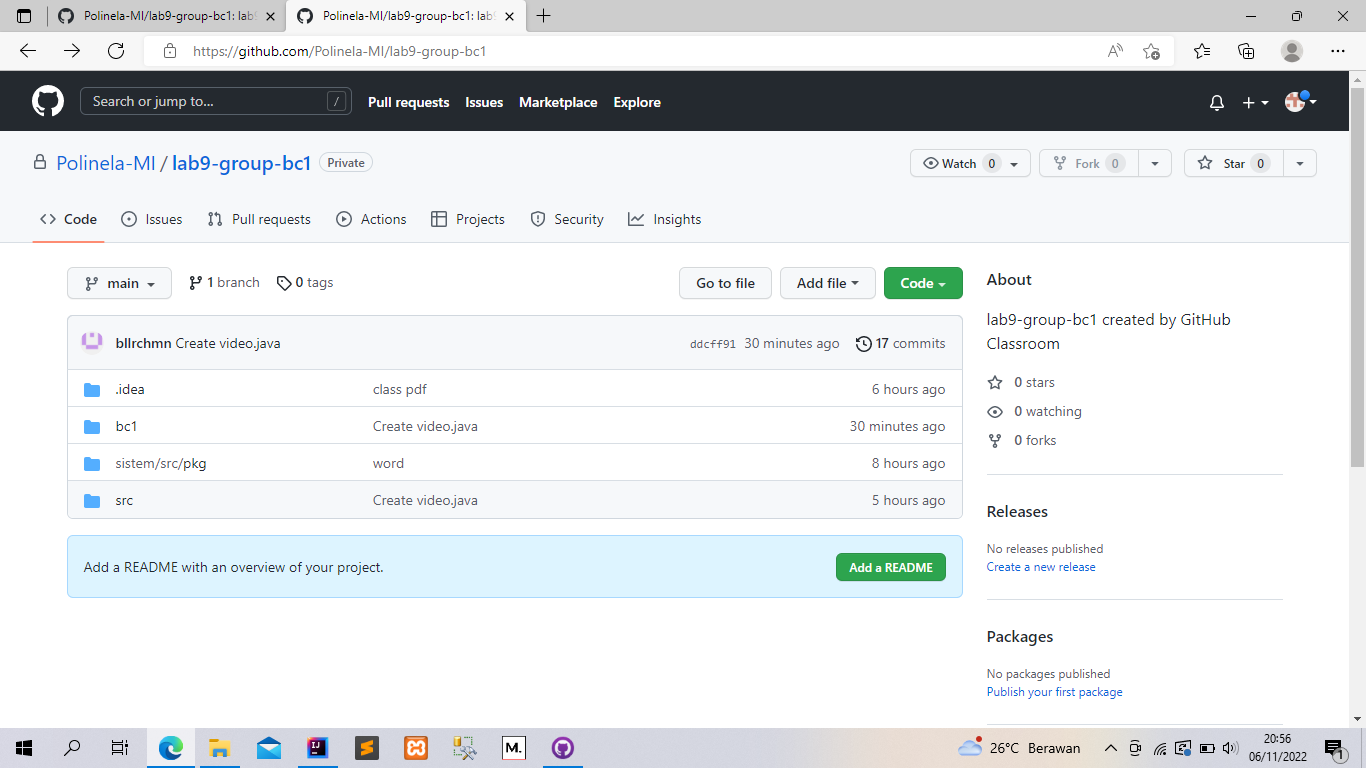 Polinela-MI/lab9-group-bc1: lab9
Polinela-MI/lab9-group-bc1: lab9
https://github.com/Polinela-MI/lab9-group-bc1
Search or jump to... / Pull requests Issues Marketplace Explore
Polinela-MI / lab9-group-bc1 Private Watch 0 Fork 0 Star 0
Code Issues Pull requests Actions Projects Security Insights
main 1 branch 0 tags Go to file Add file Code
bllrchmn Create video.java ddcff91 30 minutes ago 17 commits
.idea class pdf 6 hours ago
bc1 Create video.java 30 minutes ago
sistem/src/pkg word 8 hours ago
src Create video.java 5 hours ago
Add a README with an overview of your project. Add a README
About
lab9-group-bc1 created by GitHub
Classroom
0 stars
0 watching
0 forks
Releases
No releases published
Create a new release
Packages
No packages published
Publish your first package
IJ M. 26°C Berawan 20:56
06/11/2022 1